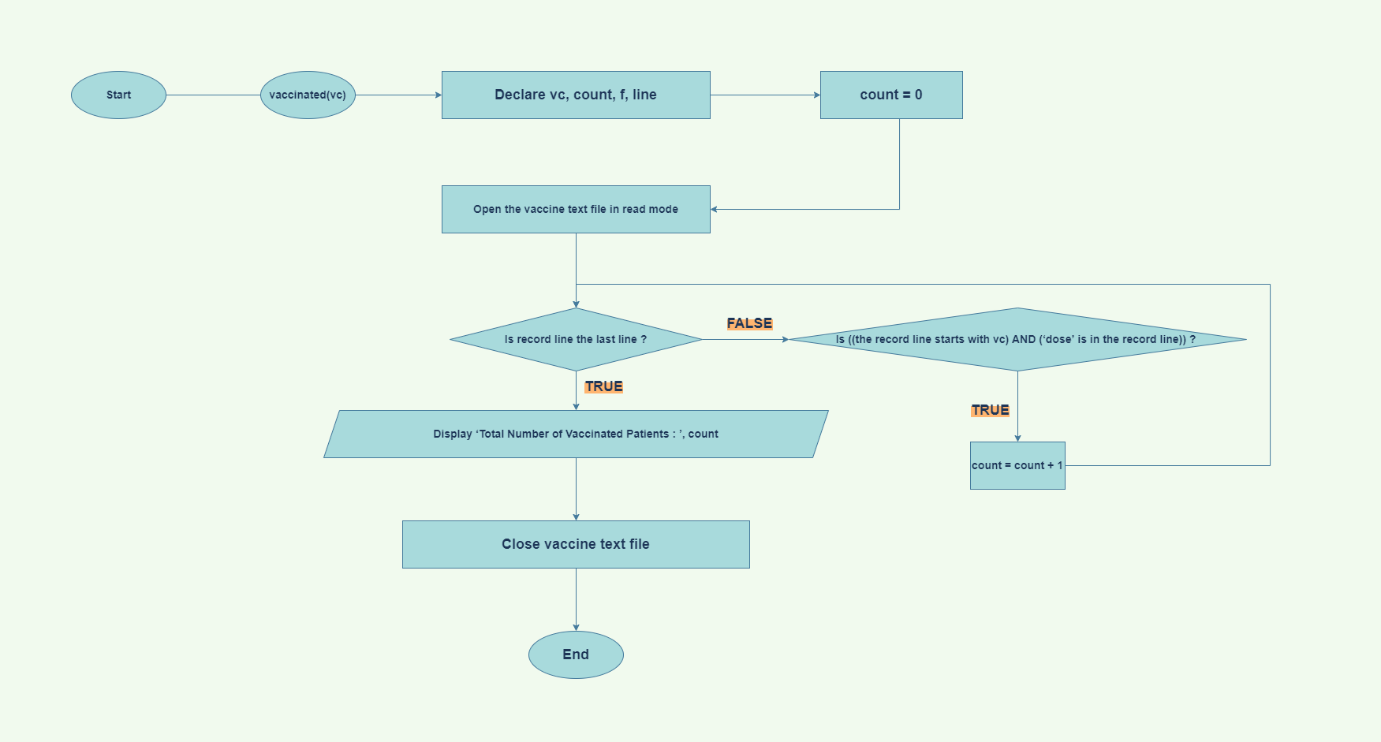 Start
vaccinated(vc)
Declare vc, count, f, line
count = 0
Open the vaccine text file in read mode
Is record line the last line ?
FALSE
Is ((the record line starts with vc) AND (‘dose’ is in the record line)) ?
TRUE
TRUE
Display ‘Total Number of Vaccinated Patients : ’, count
count = count + 1
Close vaccine text file
End